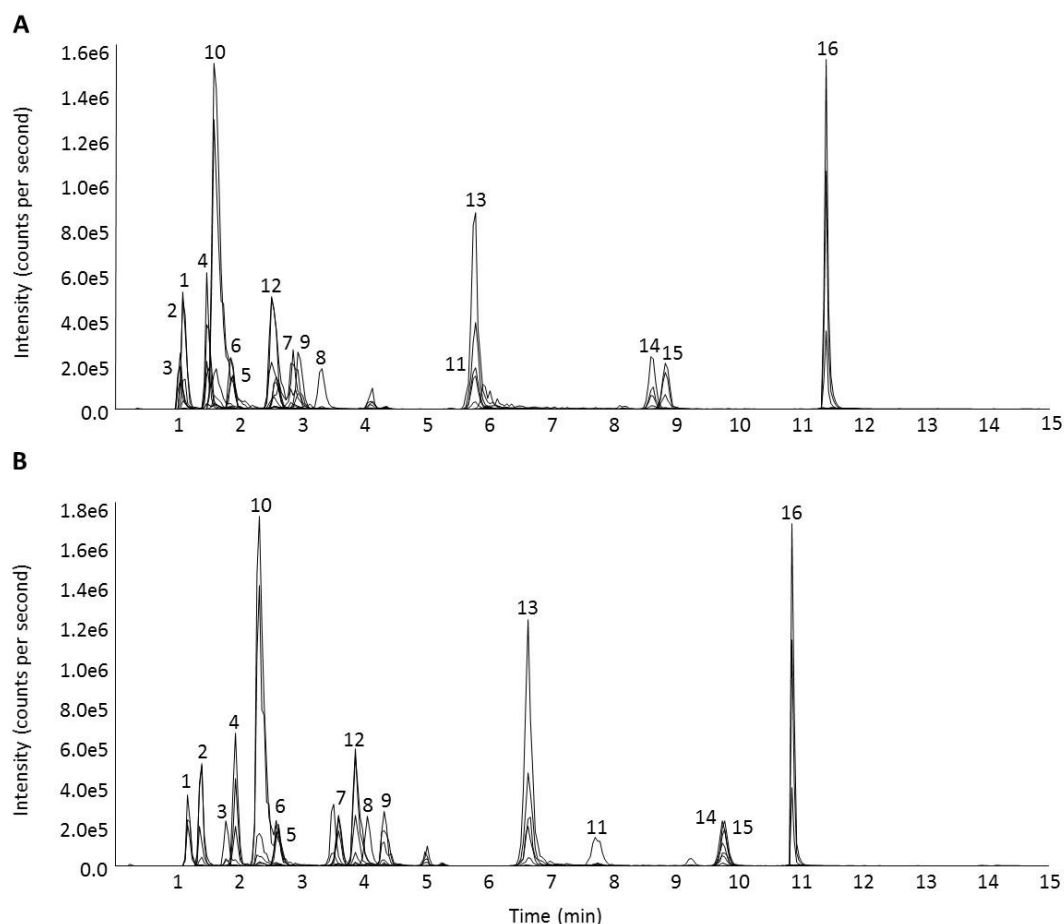 A
Intensity (counts per second)
1.6e6
1.4e6
1.2e6
1.0e6
8.0e5
6.0e5
4.0e5
2.0e5
0.0
10
16
13
4
1
2
12
3
6
5
7
9
8
11
14
15
1 2 3 4 5 6 7 8 9 10 11 12 13 14 15
B
Intensity (counts per second)
1.8e6
1.6e6
1.4e6
1.2e6
1.0e6
8.0e5
6.0e5
4.0e5
2.0e5
0.0
10
16
13
4
12
2
1
3
6
5
7
8
9
11
14
15
1 2 3 4 5 6 7 8 9 10 11 12 13 14 15
Time (min)